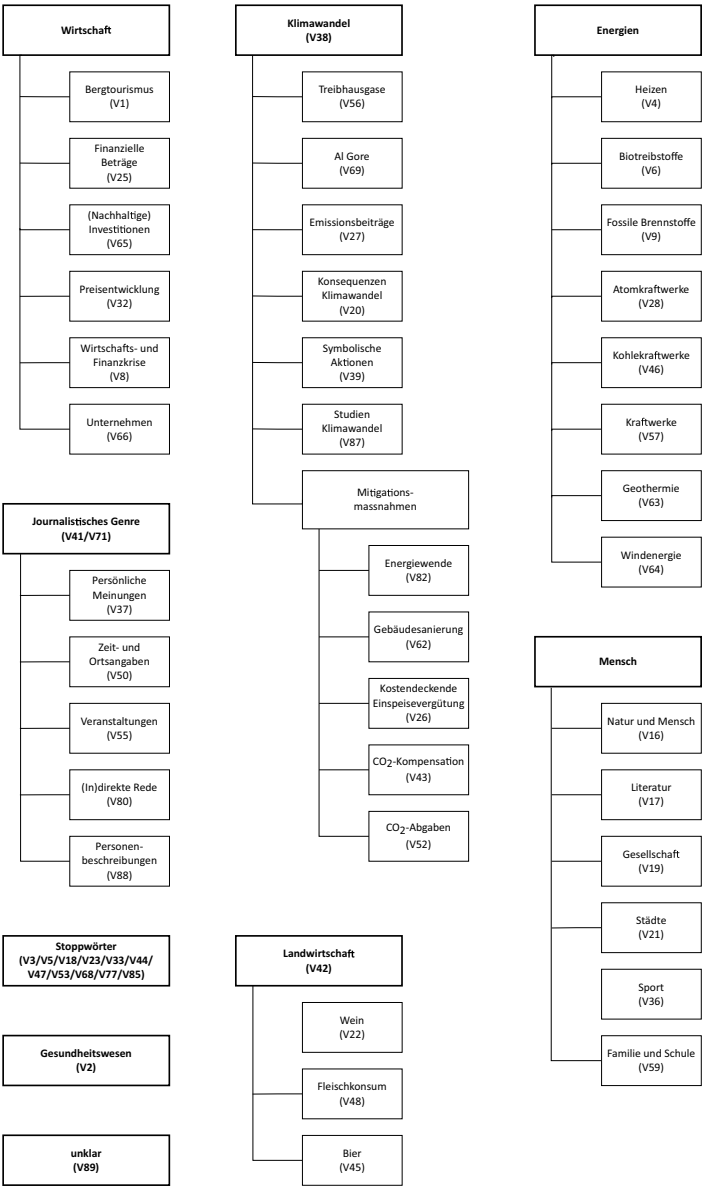 Wirtschaft
Bergtourismus
(V1)
Finanzielle
Beträge
(V25)
(Nachhaltige)
Investitionen
(V65)
Preisentwicklung
(V32)
Wirtschafts- und
Finanzkrise
(V8)
Unternehmen
(V66)
Journalistisches Genre
(V41/V71)
Persönliche
Meinungen
(V37)
Zeit- und
Ortsangaben
(V50)
Veranstaltungen
(V55)
(In)direkte Rede
(V80)
Personen-
beschreibungen
(V88)
Stoppwörter
(V3/V5/V18/V23/V33/V44/
V47/V53/V68/V77/V85)
Gesundheitswesen
(V2)
unklar
(V89)
Klimawandel
(V38)
Treibhausgase
(V56)
Al Gore
(V69)
Emissionsbeiträge
(V27)
Konsequenzen
Klimawandel
(V20)
Symbolische
Aktionen
(V39)
Studien
Klimawandel
(V87)
Mitigations-
massnahmen
Energiewende
(V82)
Gebäudesanierung
(V62)
Kostendeckende
Einspeisevergütung
(V26)
CO2-Kompensation
(V43)
CO2-Abgaben
(V52)
Landwirtschaft
(V42)
Wein
(V22)
Fleischkonsum
(V48)
Bier
(V45)
Energien
Heizen
(V4)
Biotreibstoffe
(V6)
Fossile Brennstoffe
(V9)
Atomkraftwerke
(V28)
Kohlekraftwerke
(V46)
Kraftwerke
(V57)
Geothermie
(V63)
Windenergie
(V64)
Mensch
Natur und Mensch
(V16)
Literatur
(V17)
Gesellschaft
(V19)
Städte
(V21)
Sport
(V36)
Familie und Schule
(V59)